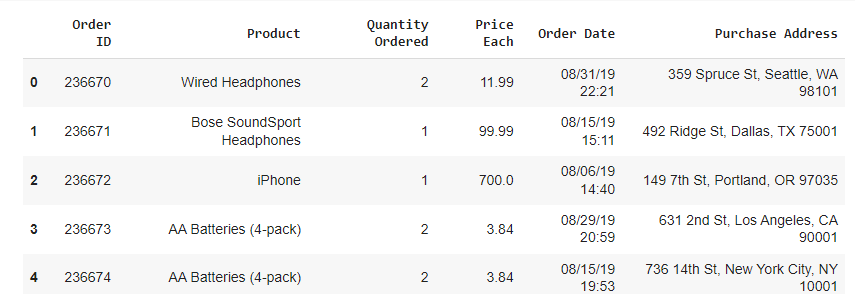 Order ID Product Quantity Ordered Price Each Order Date Purchase Address
0 236670 Wired Headphones 2 11.99 08/31/19 22:21 359 Spruce St, Seattle, WA 98101
1 236671 Bose SoundSport Headphones 1 99.99 08/15/19 15:11 492 Ridge St, Dallas, TX 75001
2 236672 iPhone 1 700.0 08/06/19 14:40 149 7th St, Portland, OR 97035
3 236673 AA Batteries (4-pack) 2 3.84 08/29/19 20:59 631 2nd St, Los Angeles, CA 90001
4 236674 AA Batteries (4-pack) 2 3.84 08/15/19 19:53 736 14th St, New York City, NY 10001